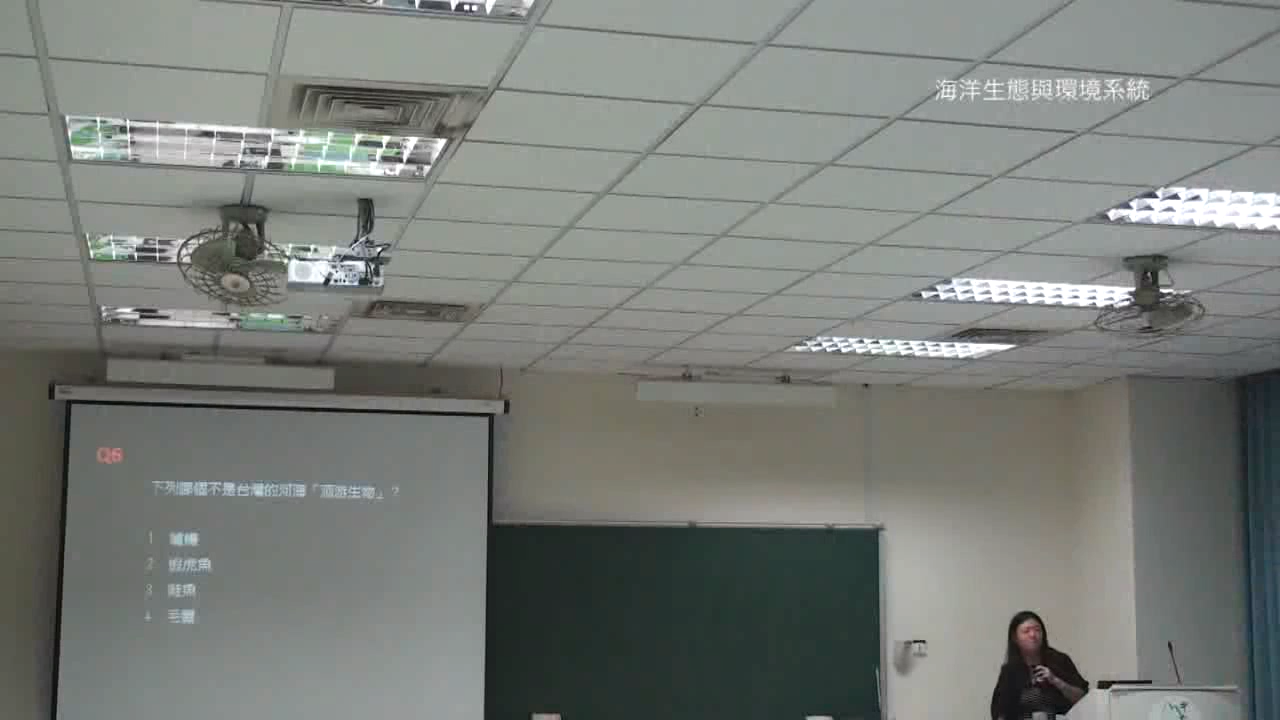 海洋生態與環境系統
Q6
下列哪個不是台灣的河海「洄游生物」？
1 鱸鰻
2 蝦虎魚
3 鮭魚
4 毛蟹